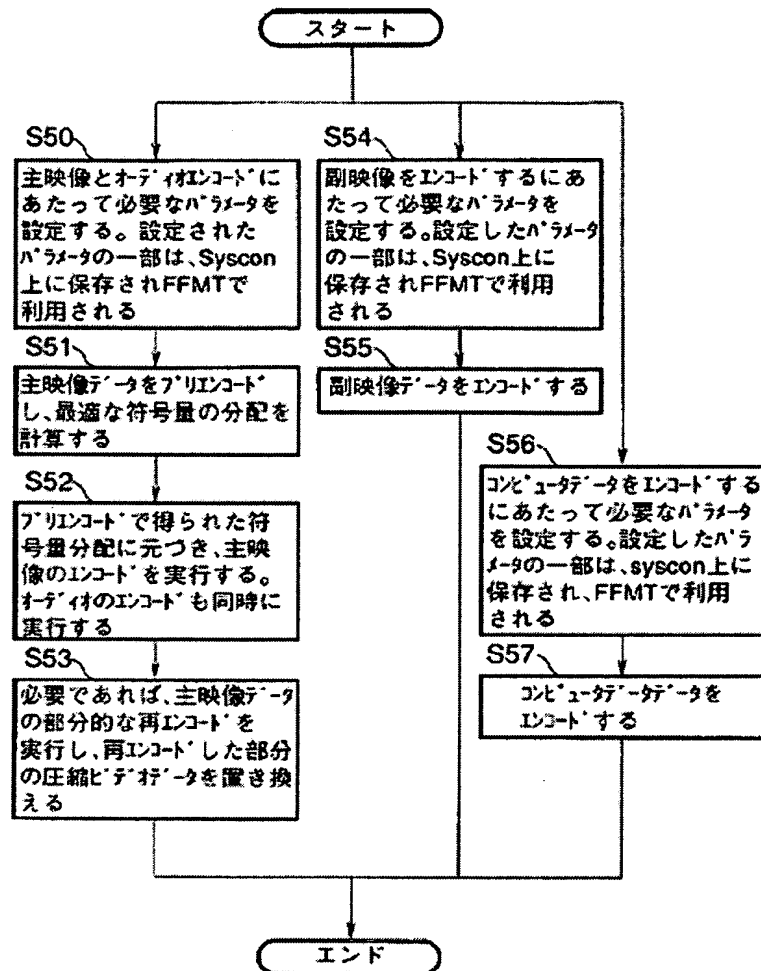 スタート
S50
主映像とオーディオエンコードに
あたって必要なパラメータを
設定する。設定された
パラメータの一部は、Syscon
上に保存されFFMTで
利用される
S51
主映像データをプリエンコード
し、最適な符号量の分配を
計算する
S52
プリエンコードで得られた符
号量分配に元づき、主映
像のエンコードを実行する。
オーディオのエンコードも同時に
実行する
S53
必要であれば、主映像データ
の部分的な再エンコードを
実行し、再エンコードした部分
の圧縮ビデオデータを置き換
える
S54
副映像をエンコードするにあ
たって必要なパラメータを
設定する。設定したパラメータ
の一部は、Syscon上に
保存されFFMTで利用
される
S55
副映像データをエンコードする
S56
コンピュータデータをエンコードする
にあたって必要なパラメータ
を設定する。設定したパラ
メータの一部は、syscon上に
保存され、FFMTで利用
される
S57
コンピュータデータデータを
エンコードする
エンド